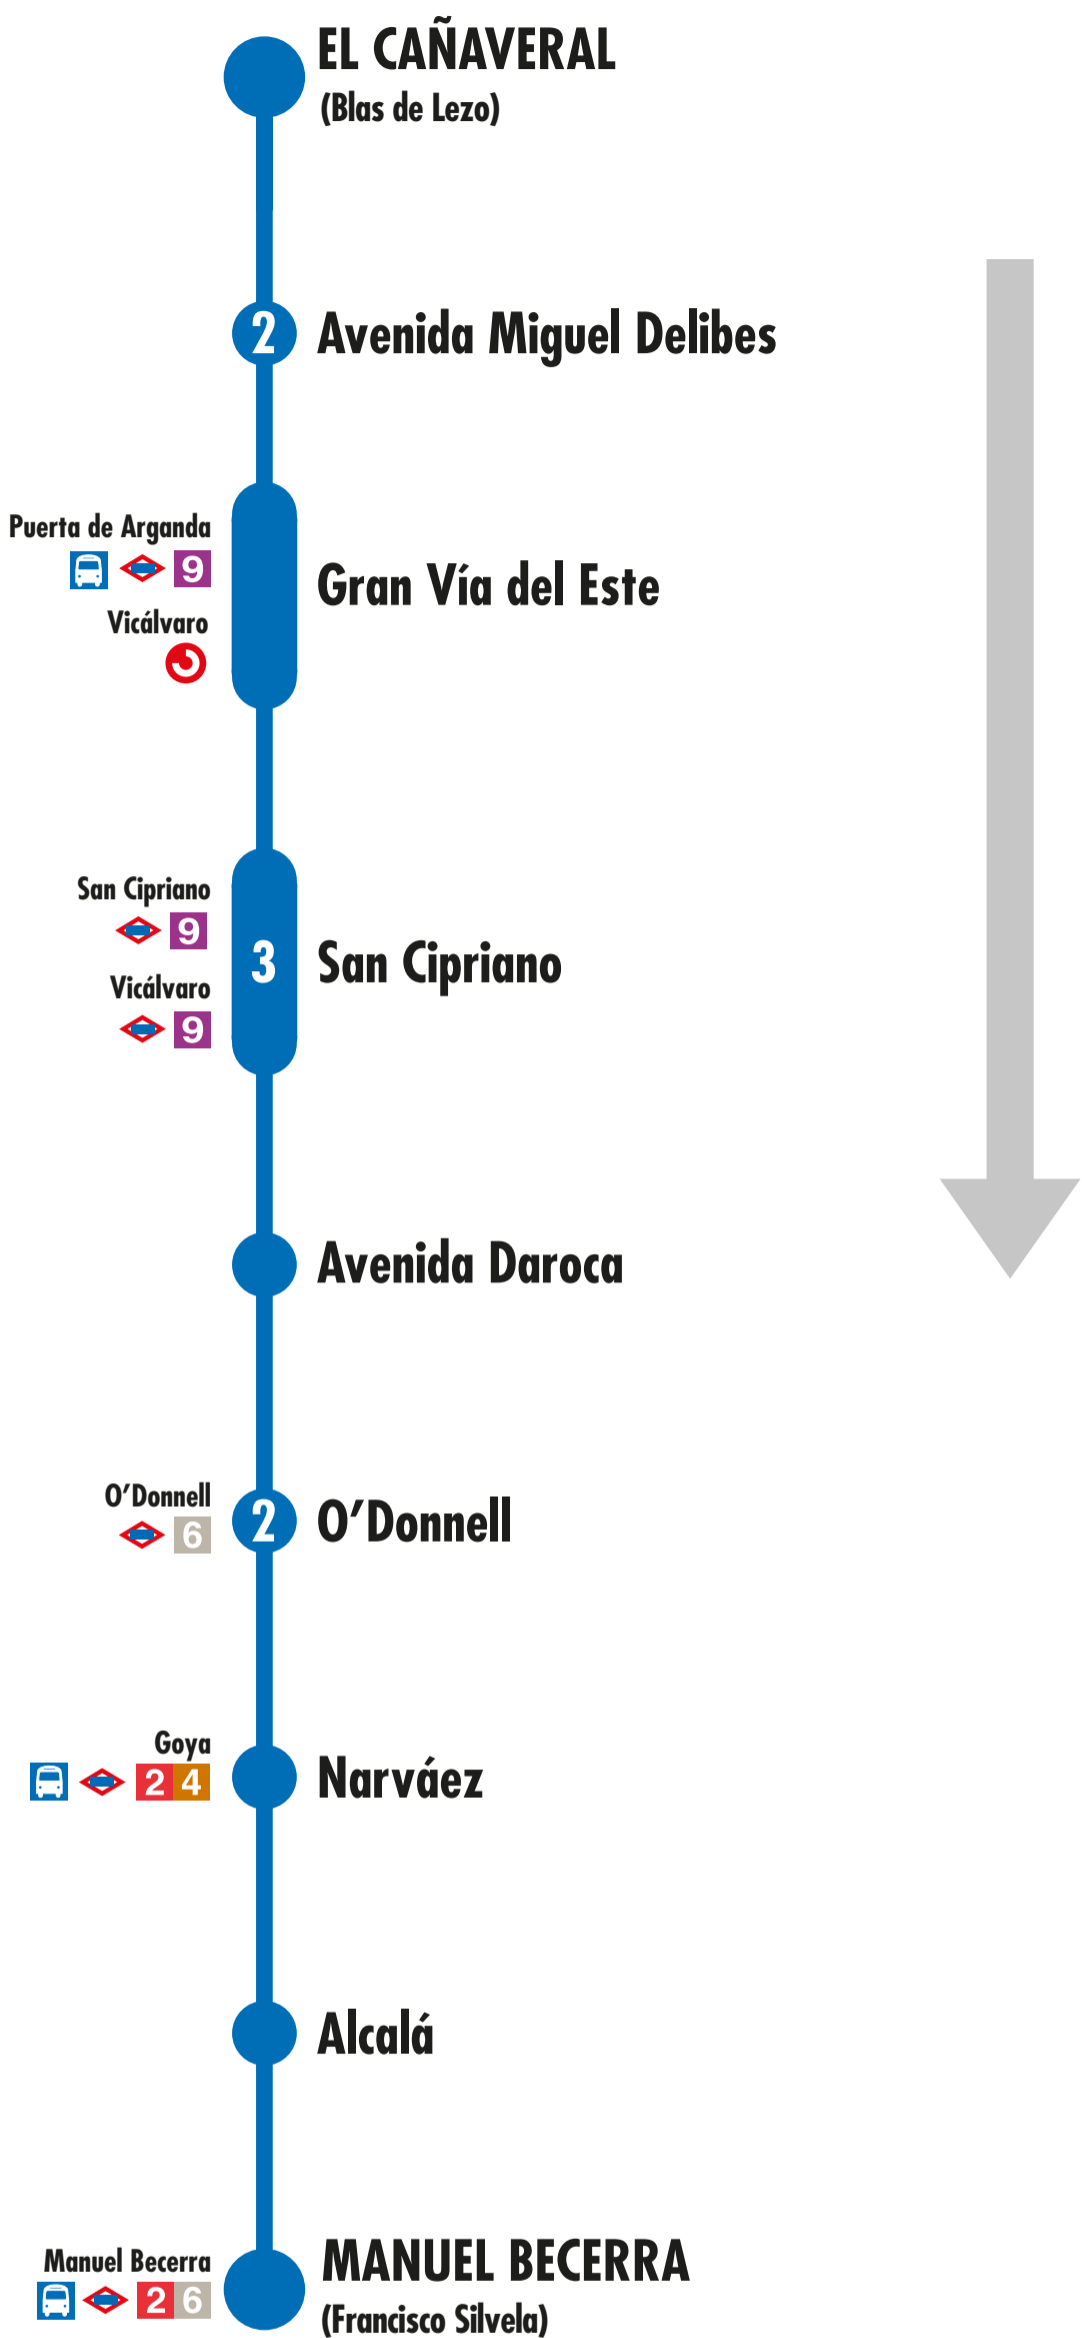 EL CAÑAVERAL
(Blas de Lezo)
2 Avenida Miguel Delibes
Puerta de Arganda
9
Gran Vía del Este
Vicálvaro
San Cipriano
9
3 San Cipriano
Vicálvaro
9
Avenida Daroca
O'Donnell
6
2 O'Donnell
Goya
2 4
Narváez
Alcalá
MANUEL BECERRA
Manuel Becerra
2 6
(Francisco Silvela)